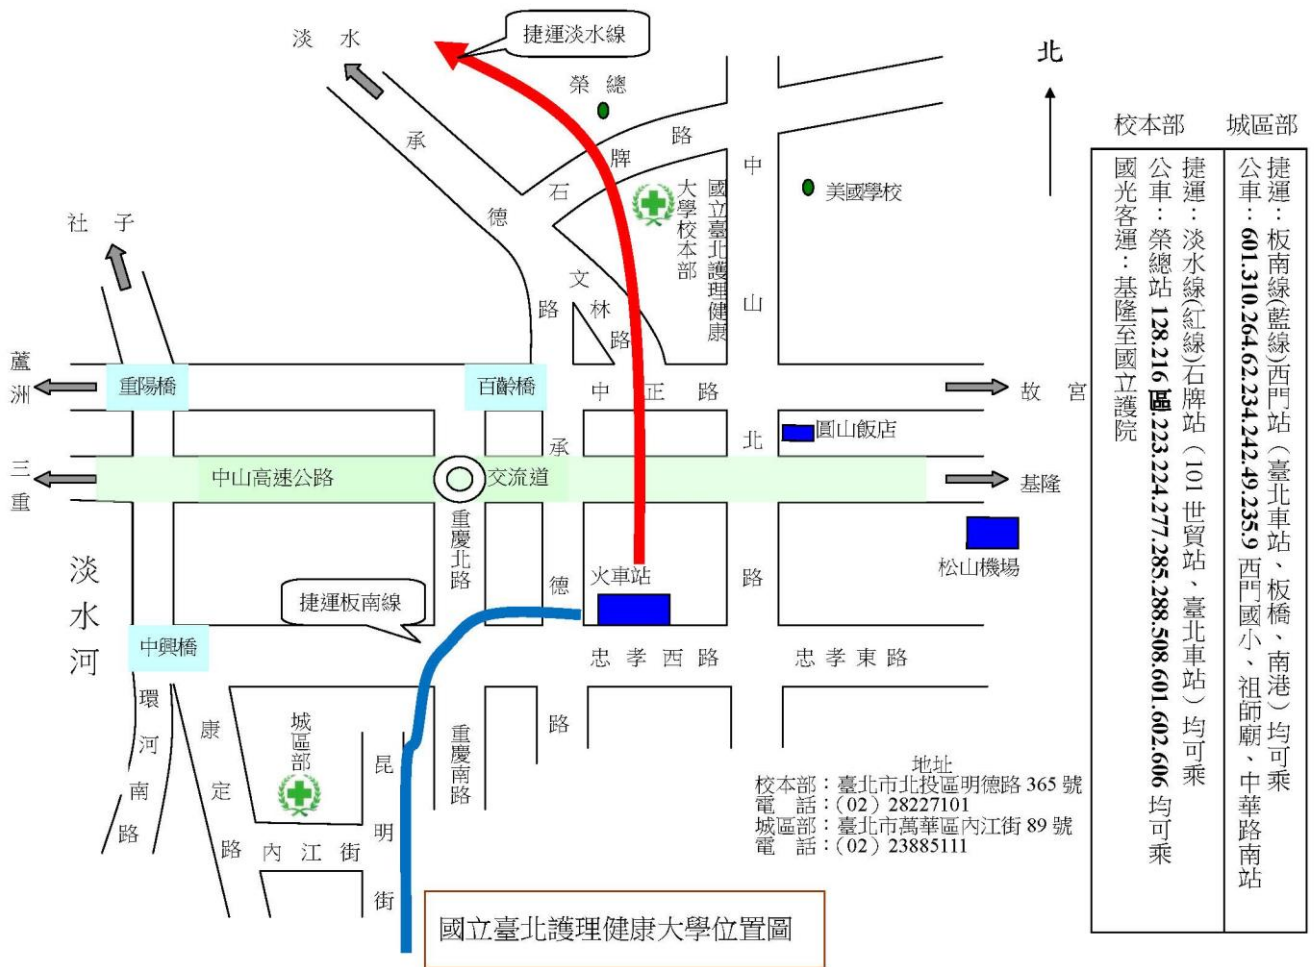 捷運淡水線
淡水
榮總
北
承德路
石牌路
國立臺北護理健康
大學校本部
中山北路
美國學校
社子
文林路
蘆洲
重陽橋
百齡橋
中正路
故宮
圓山飯店
三重
中山高速公路
交流道
基隆
承德路
重慶北路
松山機場
火車站
淡水河
捷運板南線
中興橋
忠孝西路
忠孝東路
環河南路
康定路
城區部
昆明街
重慶南路
內江街
地址
校本部:臺北市北投區明德路 365 號
電 話:(02)28227101
城區部:臺北市萬華區內江街 89 號
電 話:(02)23885111
國立臺北護理健康大學位置圖
城區部
捷運:板南線(藍線)西門站(臺北車站、板橋、南港)均可乘
公車:601.310.264.62.234.242.49.235.9 西門國小、祖師廟、中華路南站
校本部
捷運:淡水線(紅線)石牌站(101 世貿站、臺北車站)均可乘
公車:榮總站 128.216 區.223.224.277.285.288.508.601.602.606 均可乘
國光客運:基隆至國立護院